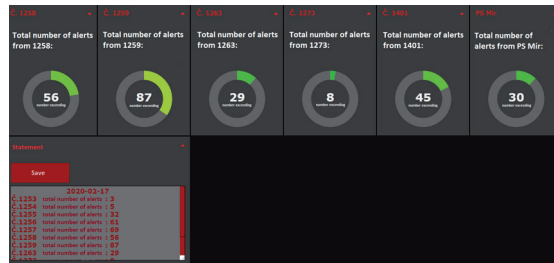 Č. 1258
Total number of alerts
from 1258:
56
number exceeding
Č. 1259
Total number of alerts
from 1259:
87
number exceeding
Č. 1263
Total number of alerts
from 1263:
29
number exceeding
Č. 1273
Total number of alerts
from 1273:
8
number exceeding
Č. 1401
Total number of alerts
from 1401:
45
number exceeding
PS Mir
Total number of
alerts from PS Mir:
30
number exceeding
Statement
Save
2020-02-17
Č.1253 total number of alerts : 3
Č.1254 total number of alerts : 5
Č.1255 total number of alerts : 32
Č.1256 total number of alerts : 61
Č.1257 total number of alerts : 69
Č.1258 total number of alerts : 56
Č.1259 total number of alerts : 87
Č.1263 total number of alerts : 29